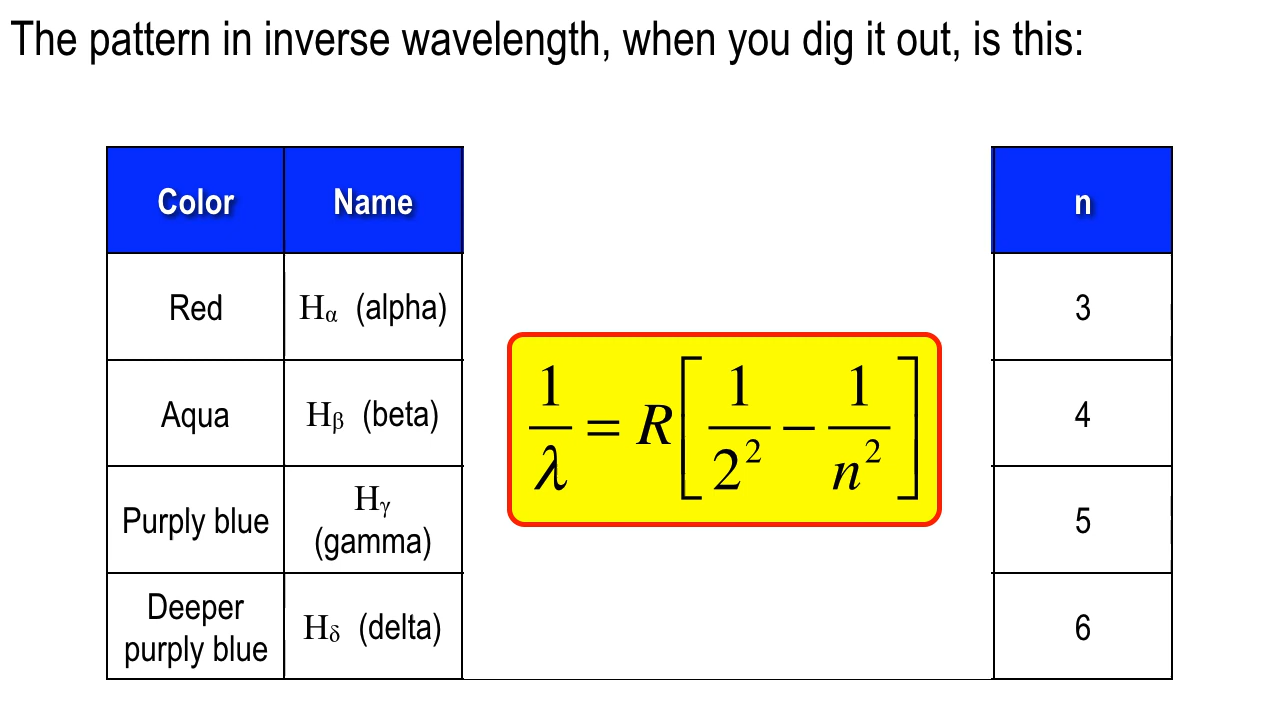 The pattern in inverse wavelength, when you dig it out, is this:
Color Name n
Red Hα (alpha) 3
Aqua Hβ (beta) 4
1/λ = R[1/2² − 1/n²]
Purply blue Hγ (gamma) 5
Deeper purply blue Hδ (delta) 6